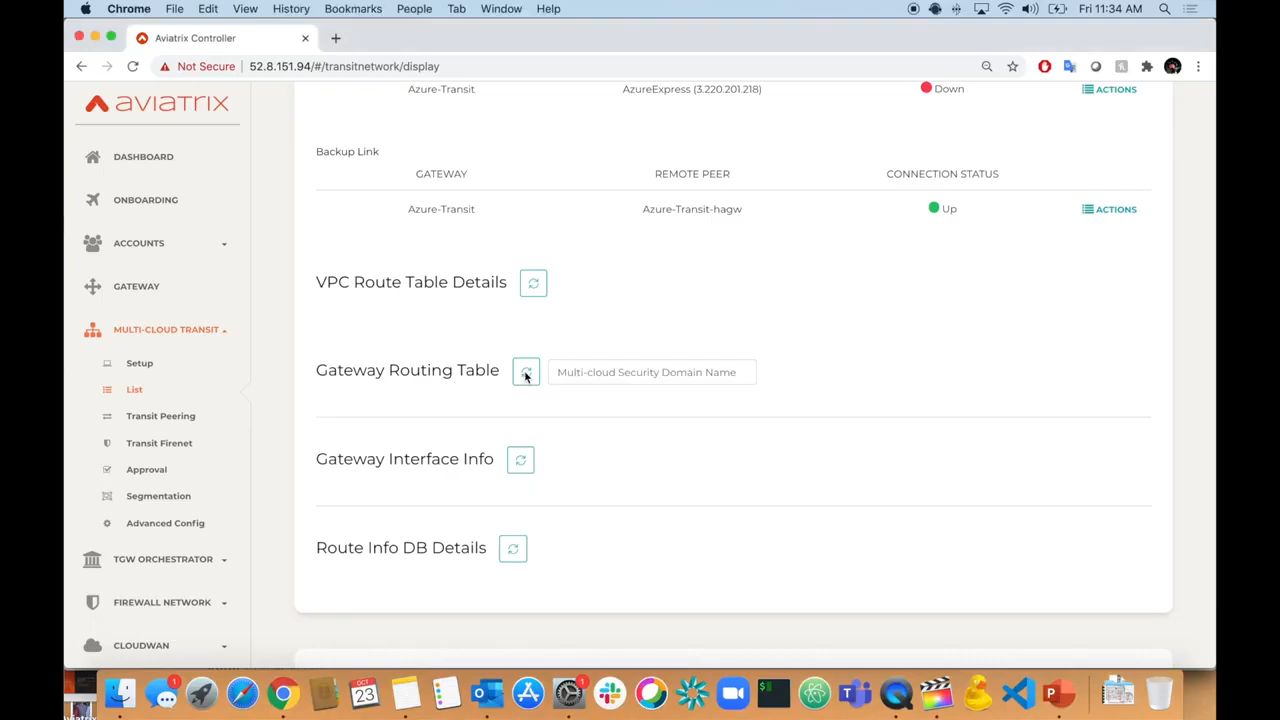 Chrome File Edit View History Bookmarks People Tab Window Help Fri 11:34 AM
Aviatrix Controller
Not Secure 52.8.151.94/#/transitnetwork/display
aviatrix
DASHBOARD
ONBOARDING
ACCOUNTS
GATEWAY
MULTI-CLOUD TRANSIT
Setup
List
Transit Peering
Transit Firenet
Approval
Segmentation
Advanced Config
TGW ORCHESTRATOR
FIREWALL NETWORK
CLOUDWAN
Azure-Transit AzureExpress (3.220.201.218) Down ACTIONS
Backup Link
GATEWAY REMOTE PEER CONNECTION STATUS
Azure-Transit Azure-Transit-hagw Up ACTIONS
VPC Route Table Details
Gateway Routing Table Multi-cloud Security Domain Name
Gateway Interface Info
Route Info DB Details
1
OCT
23
1